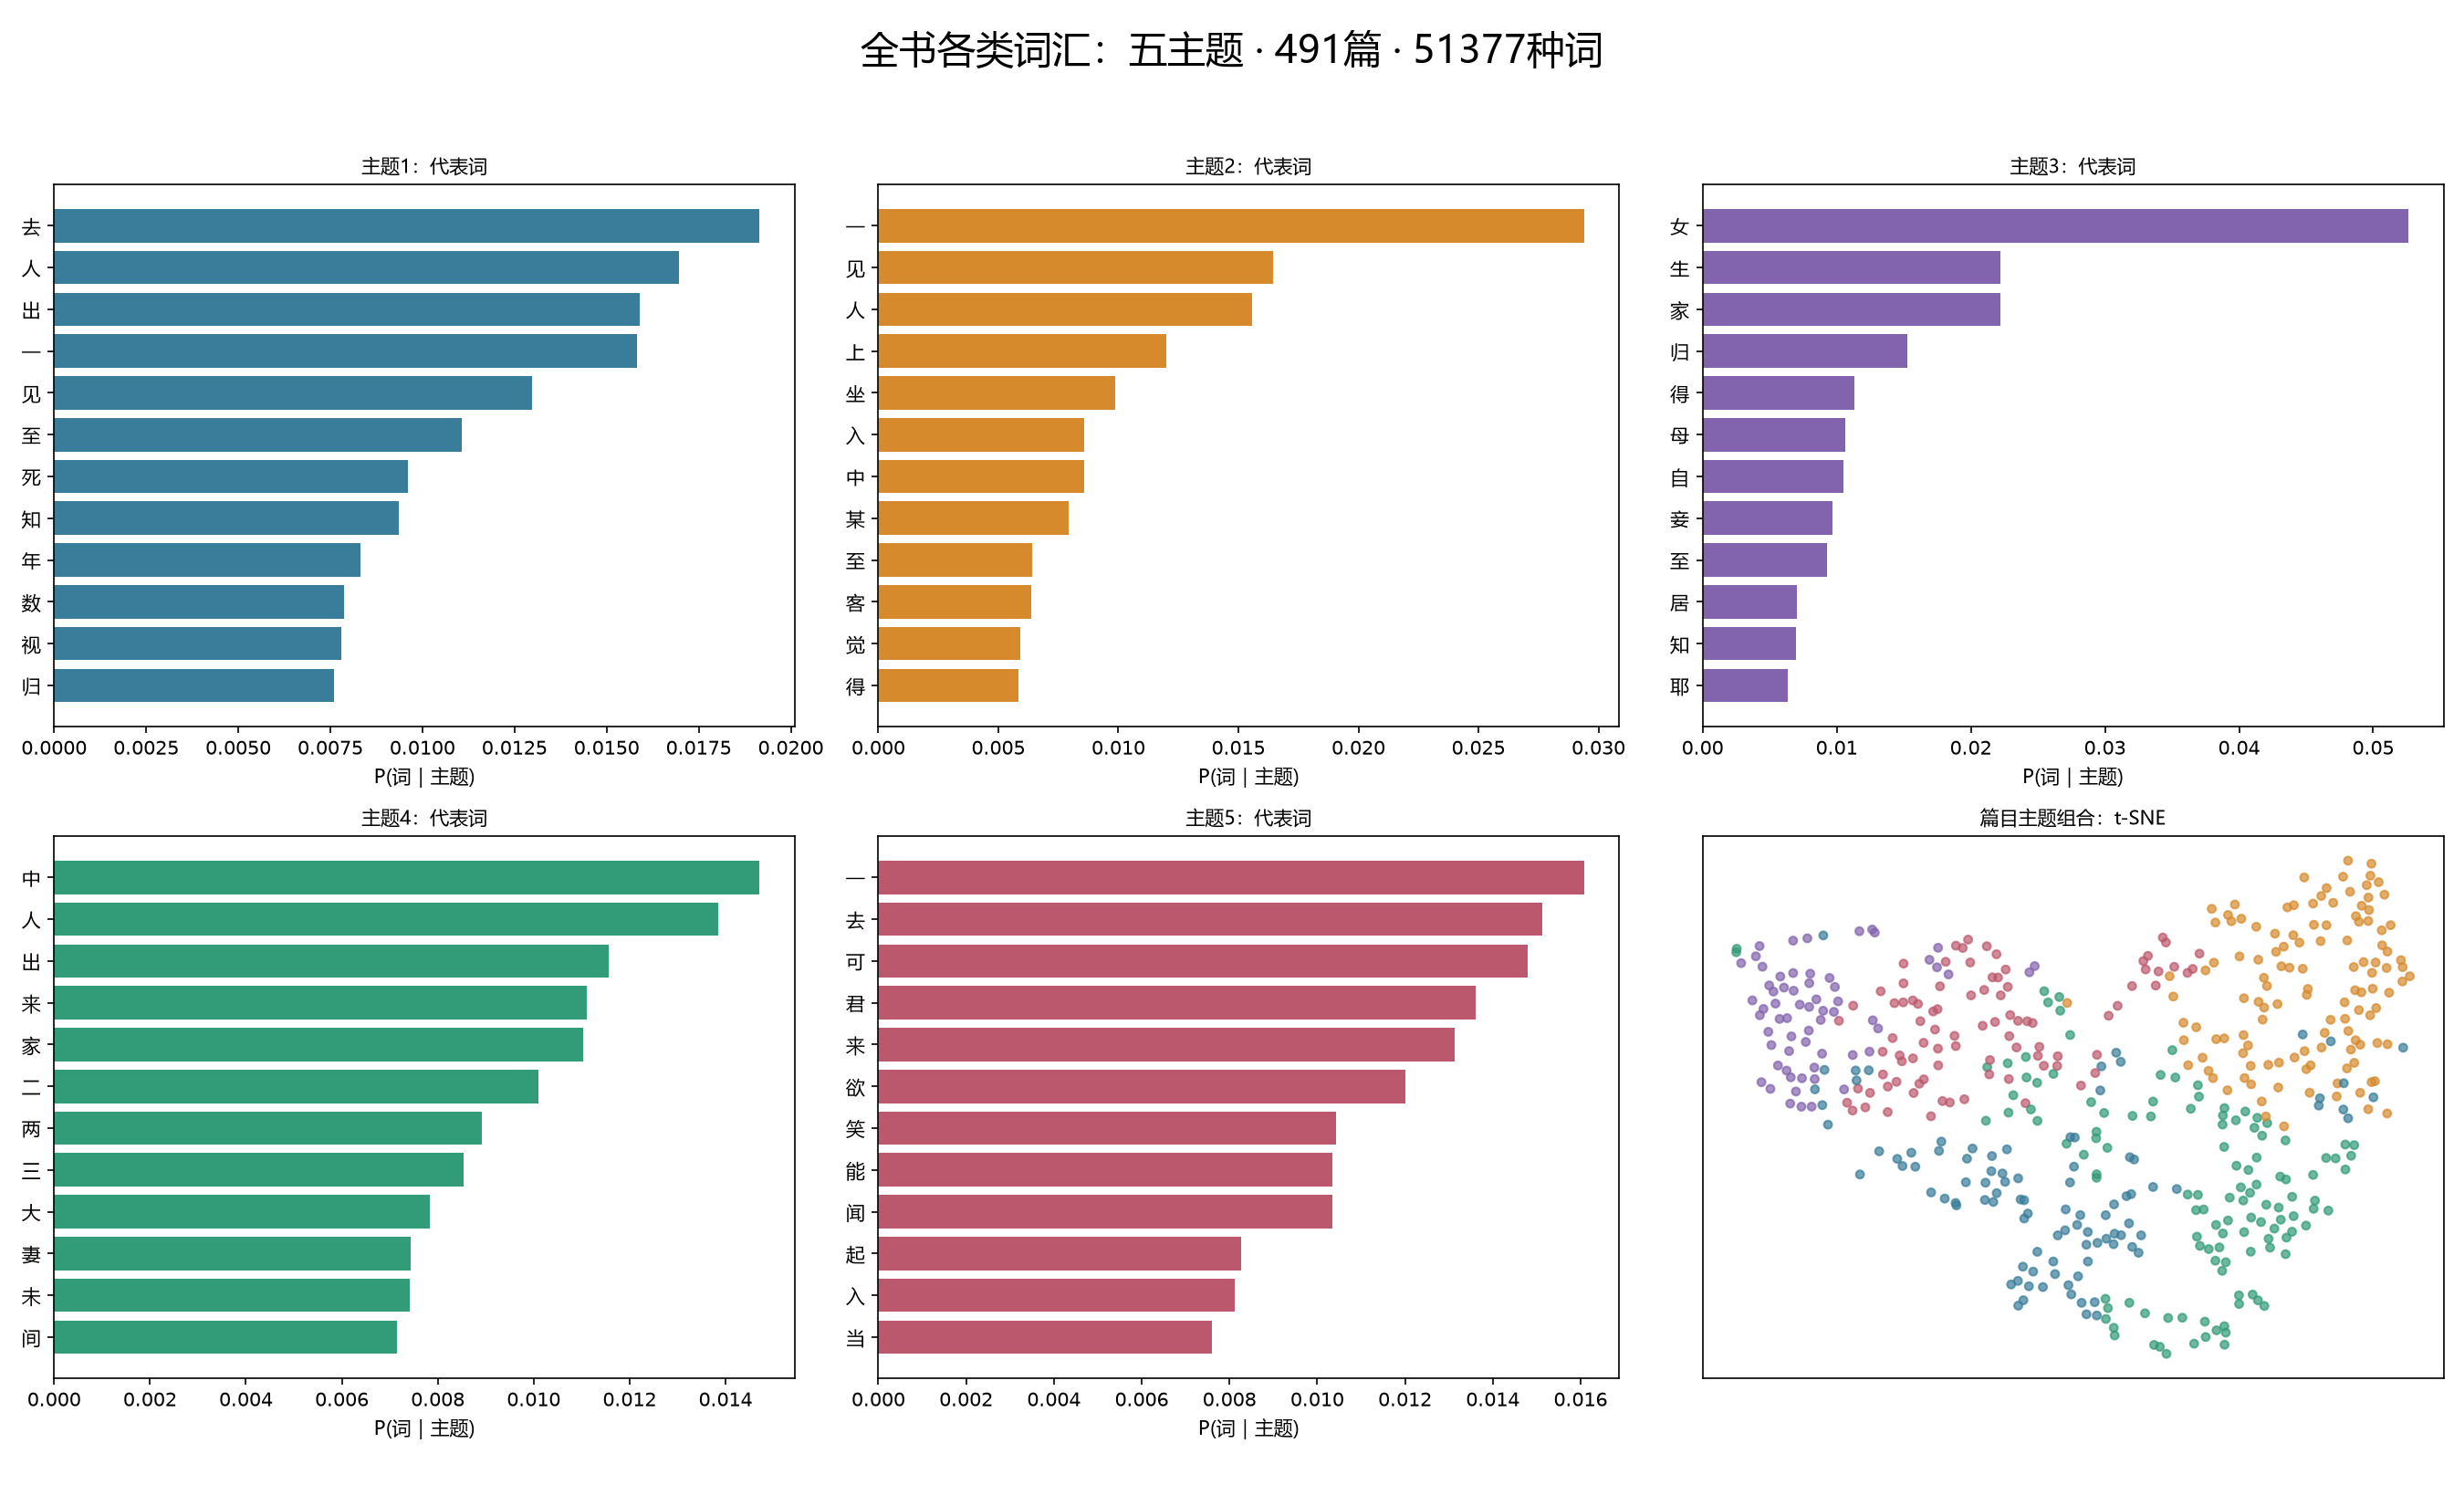 全书各类词汇：五主题 · 491篇 · 51377种词
主题1：代表词
去
人
出
一
见
至
死
知
年
数
视
归
0.0000 0.0025 0.0050 0.0075 0.0100 0.0125 0.0150 0.0175 0.0200
P(词 | 主题)
主题2：代表词
一
见
人
上
坐
入
中
某
至
客
觉
得
0.000 0.005 0.010 0.015 0.020 0.025 0.030
P(词 | 主题)
主题3：代表词
女
生
家
归
得
母
自
妾
至
居
知
耶
0.00 0.01 0.02 0.03 0.04 0.05
P(词 | 主题)
主题4：代表词
中
人
出
来
家
二
两
三
大
妻
未
间
0.000 0.002 0.004 0.006 0.008 0.010 0.012 0.014
P(词 | 主题)
主题5：代表词
一
去
可
君
来
欲
笑
能
闻
起
入
当
0.000 0.002 0.004 0.006 0.008 0.010 0.012 0.014 0.016
P(词 | 主题)
篇目主题组合：t-SNE